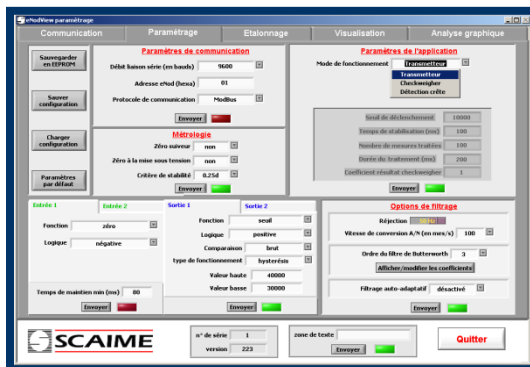 eNodView paramétrage
Communication Paramétrage Etalonnage Visualisation Analyse graphique
Sauvegarder en EEPROM
Sauver configuration
Charger configuration
Paramètres par défaut
Paramètres de communication
Débit liaison série (en bauds) 9600
Adresse eNod (hexa) 01
Protocole de communication ModBus
Envoyer
Métrologie
Zéro suiveur non
Zéro à la mise sous tension non
Critère de stabilité 0.25d
Envoyer
Paramètres de l'application
Mode de fonctionnement Transmetteur
Transmetteur
Checkweigher
Détection crête
Seuil de déclenchement 10000
Temps de stabilisation (ms) 100
Nombre de mesures traitées 100
Durée du traitement (ms) 200
Coefficient résultat checkweigher 1
Envoyer
Entrée 1 Entrée 2
Fonction zéro
Logique négative
Temps de maintien min (ms) 80
Envoyer
Sortie 1 Sortie 2
Fonction seuil
Logique positive
Comparaison brut
type de fonctionnement hystérésis
Valeur haute 40000
Valeur basse 30000
Envoyer
Options de filtrage
Réjection 50 Hz
Vitesse de conversion A/N (en mes/s) 100
Ordre du filtre de Butterworth 3
Afficher/modifier les coefficients
Filtrage auto-adaptatif désactivé
Envoyer
SCAIME
n° de série 1
version 223
zone de texte
Envoyer
Quitter